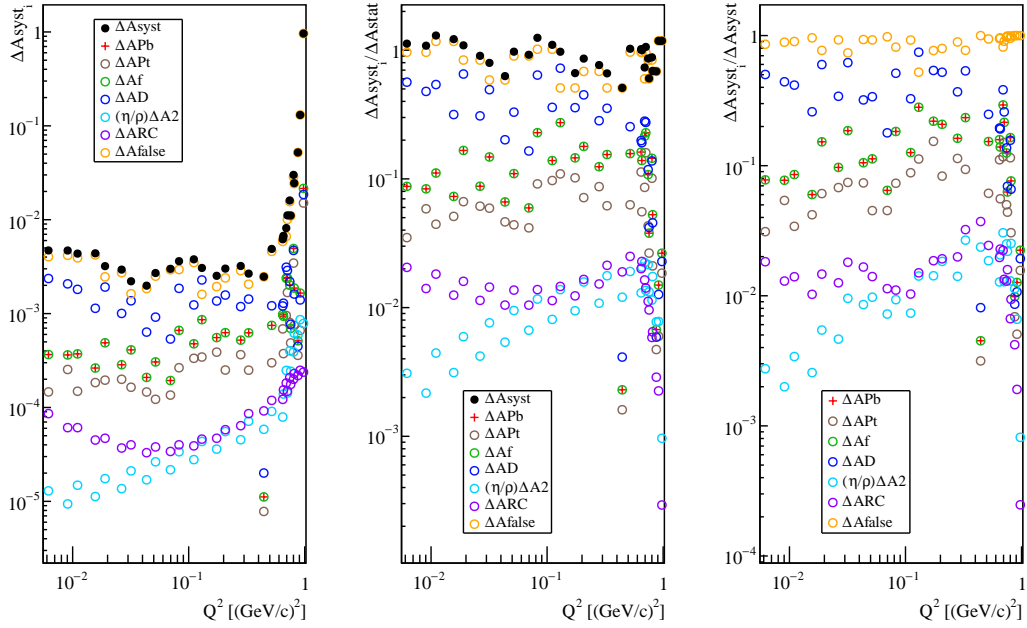 ΔAsyst_i
1
10^-1
10^-2
10^-3
10^-4
10^-5
ΔAsyst
ΔAPb
ΔAPt
ΔAf
ΔAD
(η/ρ)ΔA2
ΔARC
ΔAfalse
10^-2 10^-1 1
Q^2 [(GeV/c)^2]
ΔAsyst_i / ΔAstat
1
10^-1
10^-2
10^-3
ΔAsyst
ΔAPb
ΔAPt
ΔAf
ΔAD
(η/ρ)ΔA2
ΔARC
ΔAfalse
10^-2 10^-1 1
Q^2 [(GeV/c)^2]
ΔAsyst_i / ΔAsyst
1
10^-1
10^-2
10^-3
10^-4
ΔAPb
ΔAPt
ΔAf
ΔAD
(η/ρ)ΔA2
ΔARC
ΔAfalse
10^-2 10^-1 1
Q^2 [(GeV/c)^2]